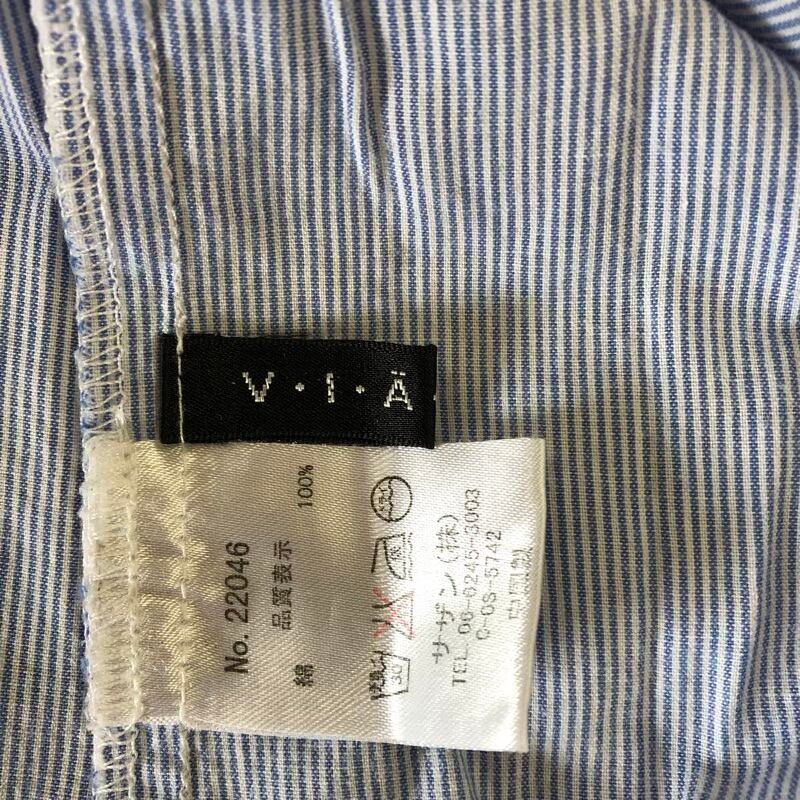 V・I・Ä
No. 22046
品質表示
綿 100%
サザン(株)
TEL. 06-6245-3003
Q-OS-5742
中国製